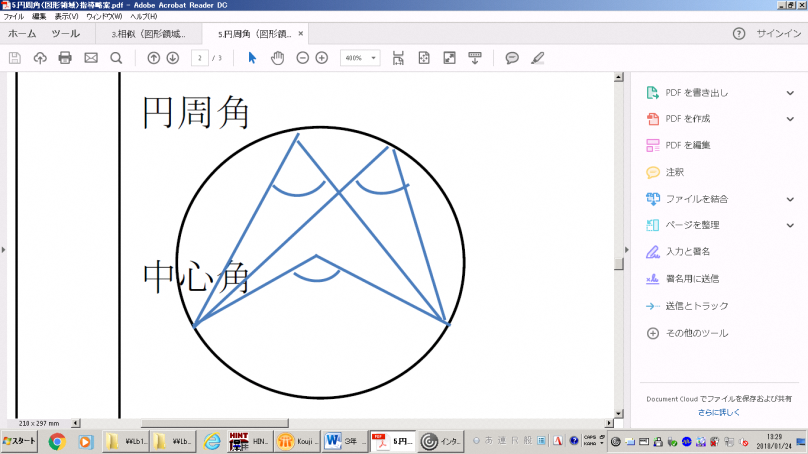 5.円周角(図形領域)指導略案.pdf - Adobe Acrobat Reader DC
ファイル 編集 表示(V) ウィンドウ(W) ヘルプ(H)
ホーム ツール 3.相似（図形領域... 5.円周角（図形領... × サインイン
2 / 3 400%
円周角
中心角
PDF を書き出し
PDF を作成
PDF を編集
注釈
ファイルを結合
ページを整理
入力と署名
署名用に送信
送信とトラック
その他のツール
Document Cloud でファイルを保存および共有
さらに詳しく
210 x 297 mm
スタート \\Lb1... \\Lb... HINT HIN... Kouji ... 3年 ... 5.円... インタ... あ 連 R 般 CAPS KANA 13:29
2018/01/24